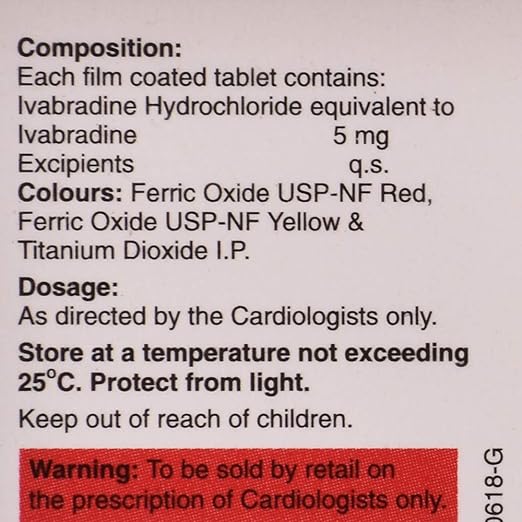 Composition:
Each film coated tablet contains:
Ivabradine Hydrochloride equivalent to
Ivabradine 5 mg
Excipients q.s.
Colours: Ferric Oxide USP-NF Red,
Ferric Oxide USP-NF Yellow &
Titanium Dioxide I.P.
Dosage:
As directed by the Cardiologists only.
Store at a temperature not exceeding
25°C. Protect from light.
Keep out of reach of children.
Warning: To be sold by retail on
the prescription of Cardiologists only.
0618-G